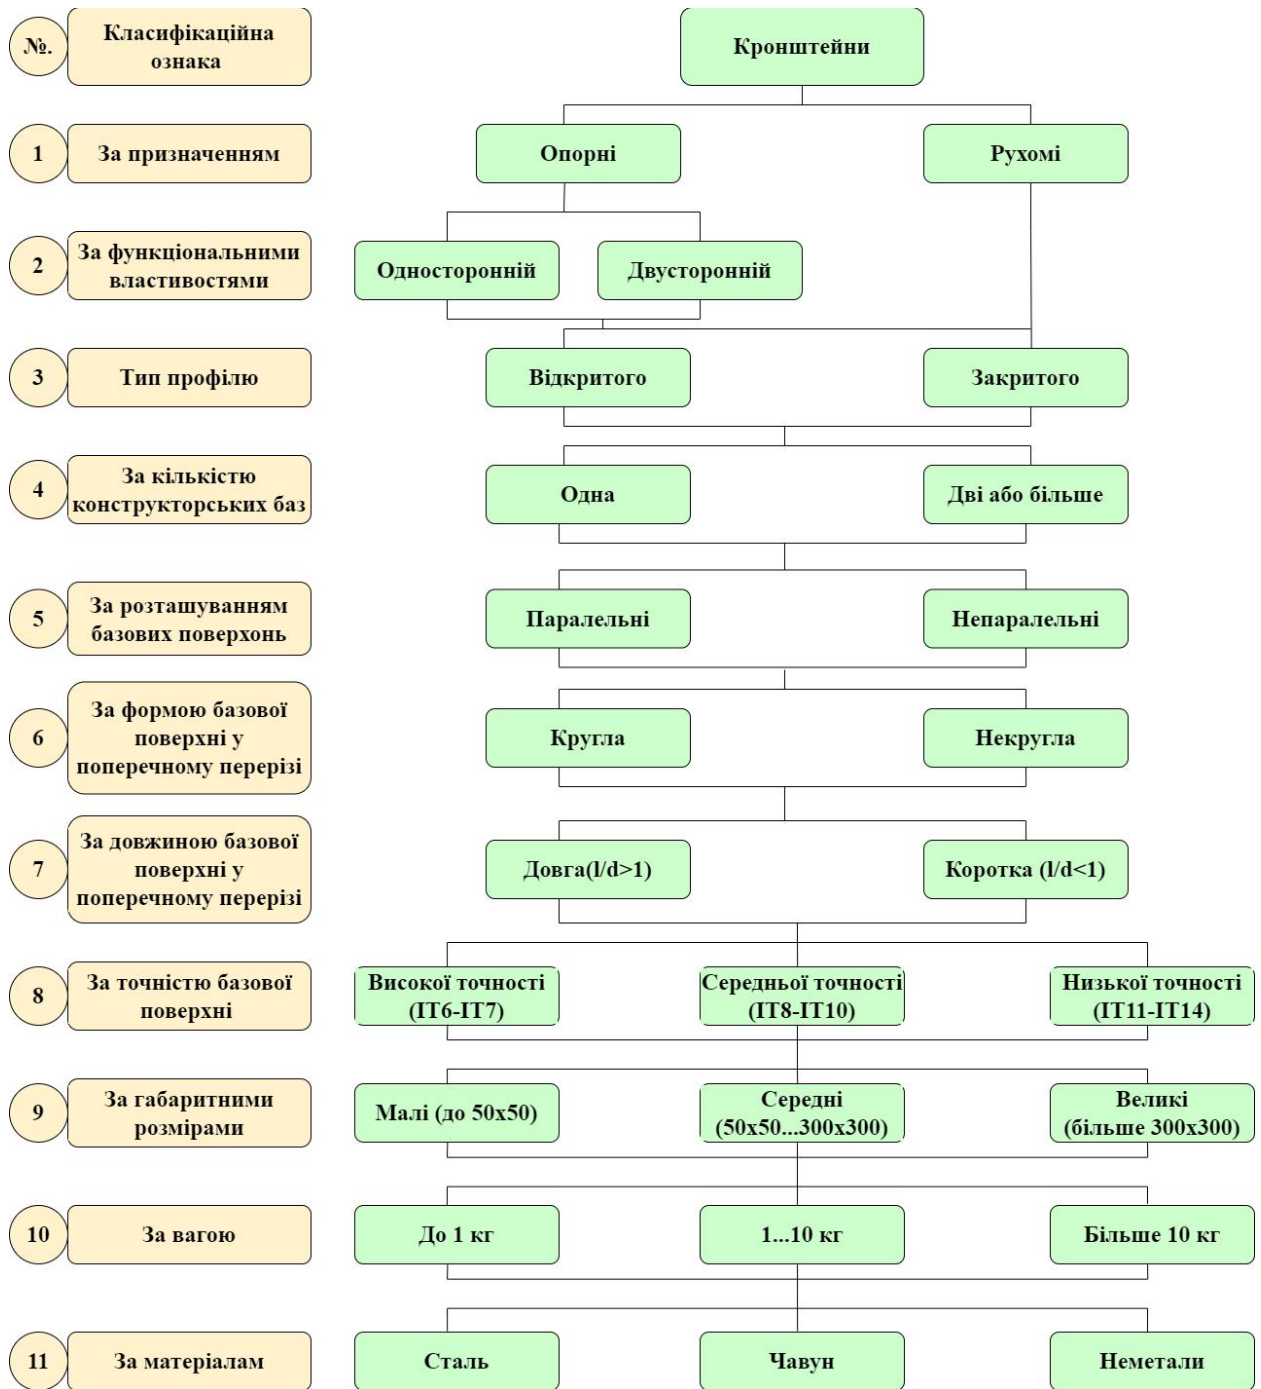 №.
Класифікаційна
ознака
Кронштейни
1
За призначенням
Опорні
Рухомі
2
За функціональними
властивостями
Односторонній
Двусторонній
3
Тип профілю
Відкритого
Закритого
4
За кількістю
конструкторських баз
Одна
Дві або більше
5
За розташуванням
базових поверхонь
Паралельні
Непаралельні
6
За формою базової
поверхні у
поперечному перерізі
Кругла
Некругла
7
За довжиною базової
поверхні у
поперечному перерізі
Довга(l/d>1)
Коротка (l/d<1)
8
За точністю базової
поверхні
Високої точності
(IT6-IT7)
Середньої точності
(IT8-IT10)
Низької точності
(IT11-IT14)
9
За габаритними
розмірами
Малі (до 50х50)
Середні
(50х50...300х300)
Великі
(більше 300х300)
10
За вагою
До 1 кг
1...10 кг
Більше 10 кг
11
За матеріалам
Сталь
Чавун
Неметали